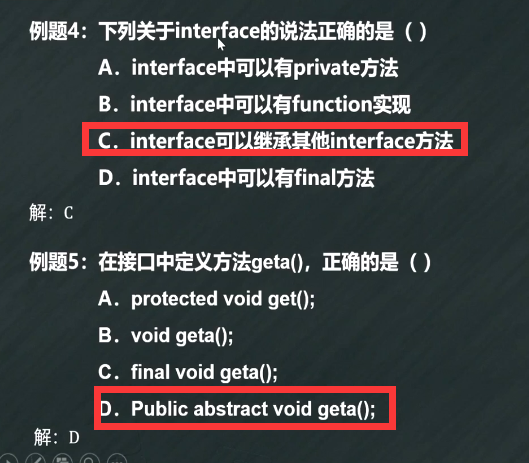 例题4：下列关于interface的说法正确的是（ ）
A．interface中可以有private方法
B．interface中可以有function实现
C．interface可以继承其他interface方法
D．interface中可以有final方法
解：C
例题5：在接口中定义方法geta()，正确的是（ ）
A．protected void get();
B．void geta();
C．final void geta();
D．Public abstract void geta();
解：D